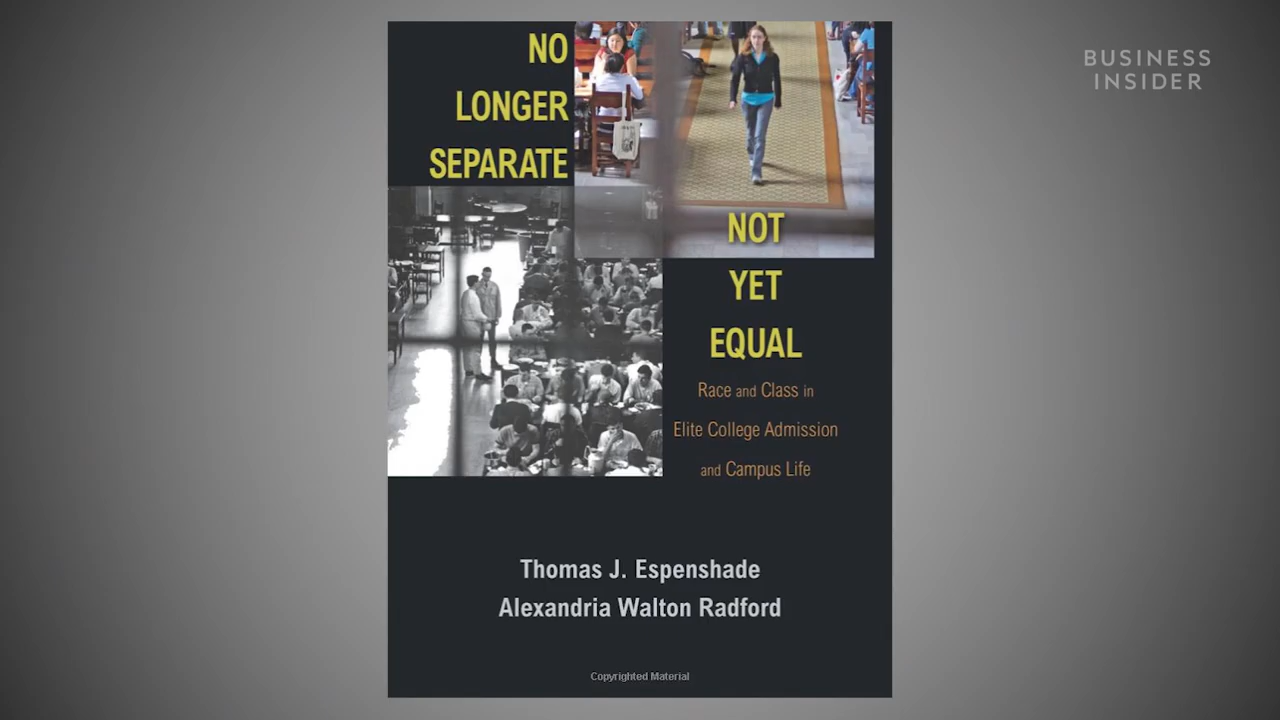 NO
LONGER
SEPARATE
NOT
YET
EQUAL
Race and Class in
Elite College Admission
and Campus Life
Thomas J. Espenshade
Alexandria Walton Radford
Copyrighted Material
BUSINESS
INSIDER